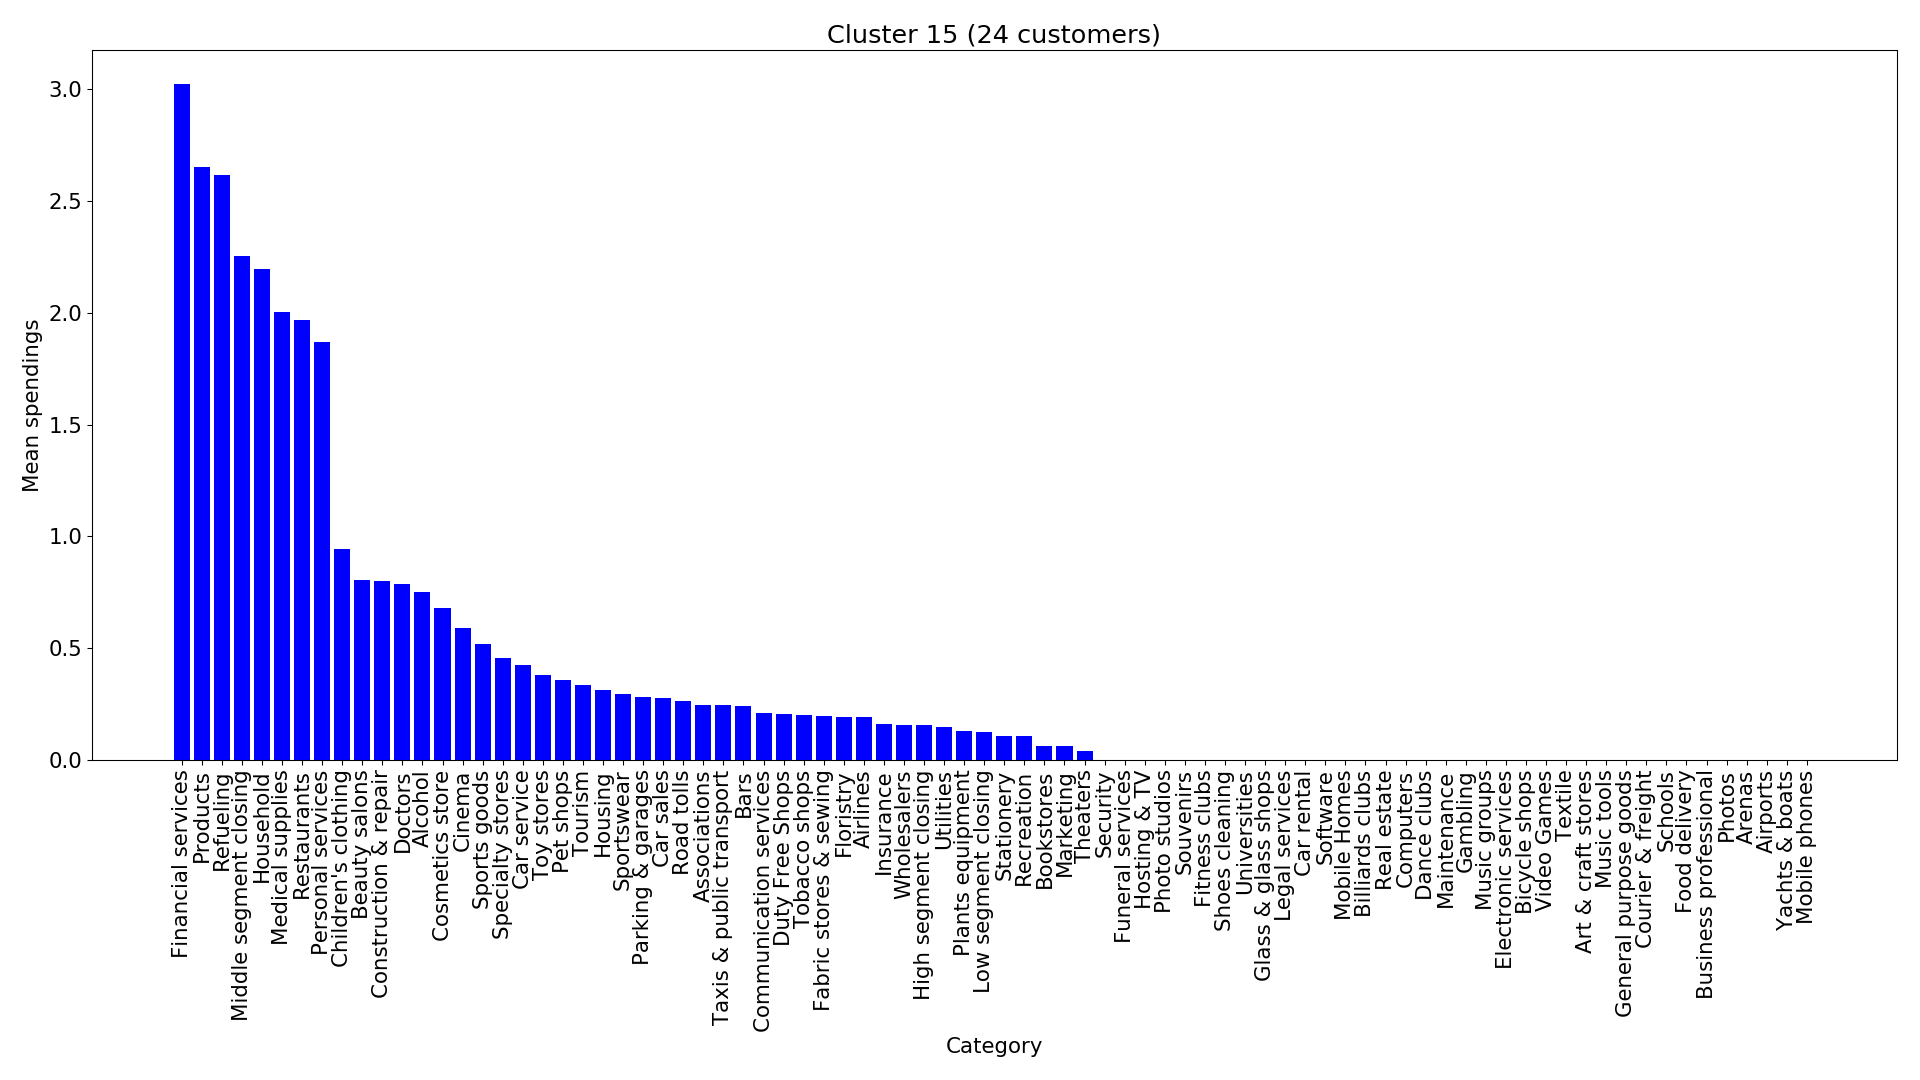 Cluster 15 (24 customers)
Mean spendings
3.0
2.5
2.0
1.5
1.0
0.5
0.0
Financial services
Products
Refueling
Middle segment closing
Household
Medical supplies
Restaurants
Personal services
Children's clothing
Beauty salons
Construction & repair
Doctors
Alcohol
Cosmetics store
Cinema
Sports goods
Specialty stores
Car service
Toy stores
Pet shops
Tourism
Housing
Sportswear
Parking & garages
Car sales
Road tolls
Associations
Taxis & public transport
Bars
Communication services
Duty Free Shops
Tobacco shops
Fabric stores & sewing
Floristry
Airlines
Insurance
Wholesalers
High segment closing
Utilities
Plants equipment
Low segment closing
Stationery
Recreation
Bookstores
Marketing
Theaters
Security
Funeral services
Hosting & TV
Photo studios
Souvenirs
Fitness clubs
Shoes cleaning
Universities
Glass & glass shops
Legal services
Car rental
Software
Mobile Homes
Billiards clubs
Real estate
Computers
Dance clubs
Maintenance
Gambling
Music groups
Electronic services
Bicycle shops
Video Games
Textile
Art & craft stores
Music tools
General purpose goods
Courier & freight
Schools
Food delivery
Business professional
Photos
Arenas
Airports
Yachts & boats
Mobile phones
Category